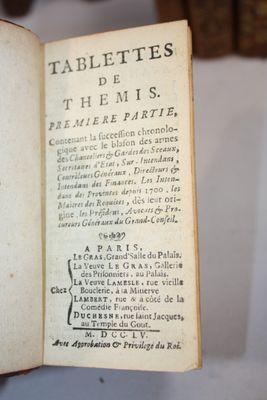 TABLETTES
DE
THEMIS.
PREMIERE PARTIE,
Contenant la succession chronolo-
gique avec le blason des armes
des Chanceliers & Gardes des Sceaux,
Secretaires d'Etat, Sur-Intendans,
Contrôleurs Généraux, Directeurs &
Intendans des Finances. Les Inten-
dans des Provinces depuis 1700. les
Maîtres des Requêtes, dès leur ori-
gine, les Présidens, Avocats & Pro-
cureurs Généraux du Grand-Conseil.
A PARIS,
Chez
LE GRAS, Grand'Salle du Palais.
La Veuve LE GRAS, Gallerie
des Prisonniers, au Palais.
LA VEUVE LAMESLE, rue vieille
Bouclerie, à la Minerve
LAMBERT, rue & à côté de la
Comédie Françoise.
DUCHESNE, rue saint Jacques,
au Temple du Gout.
M. DCC. LV.
Avec Approbation & Privilége du Roi.